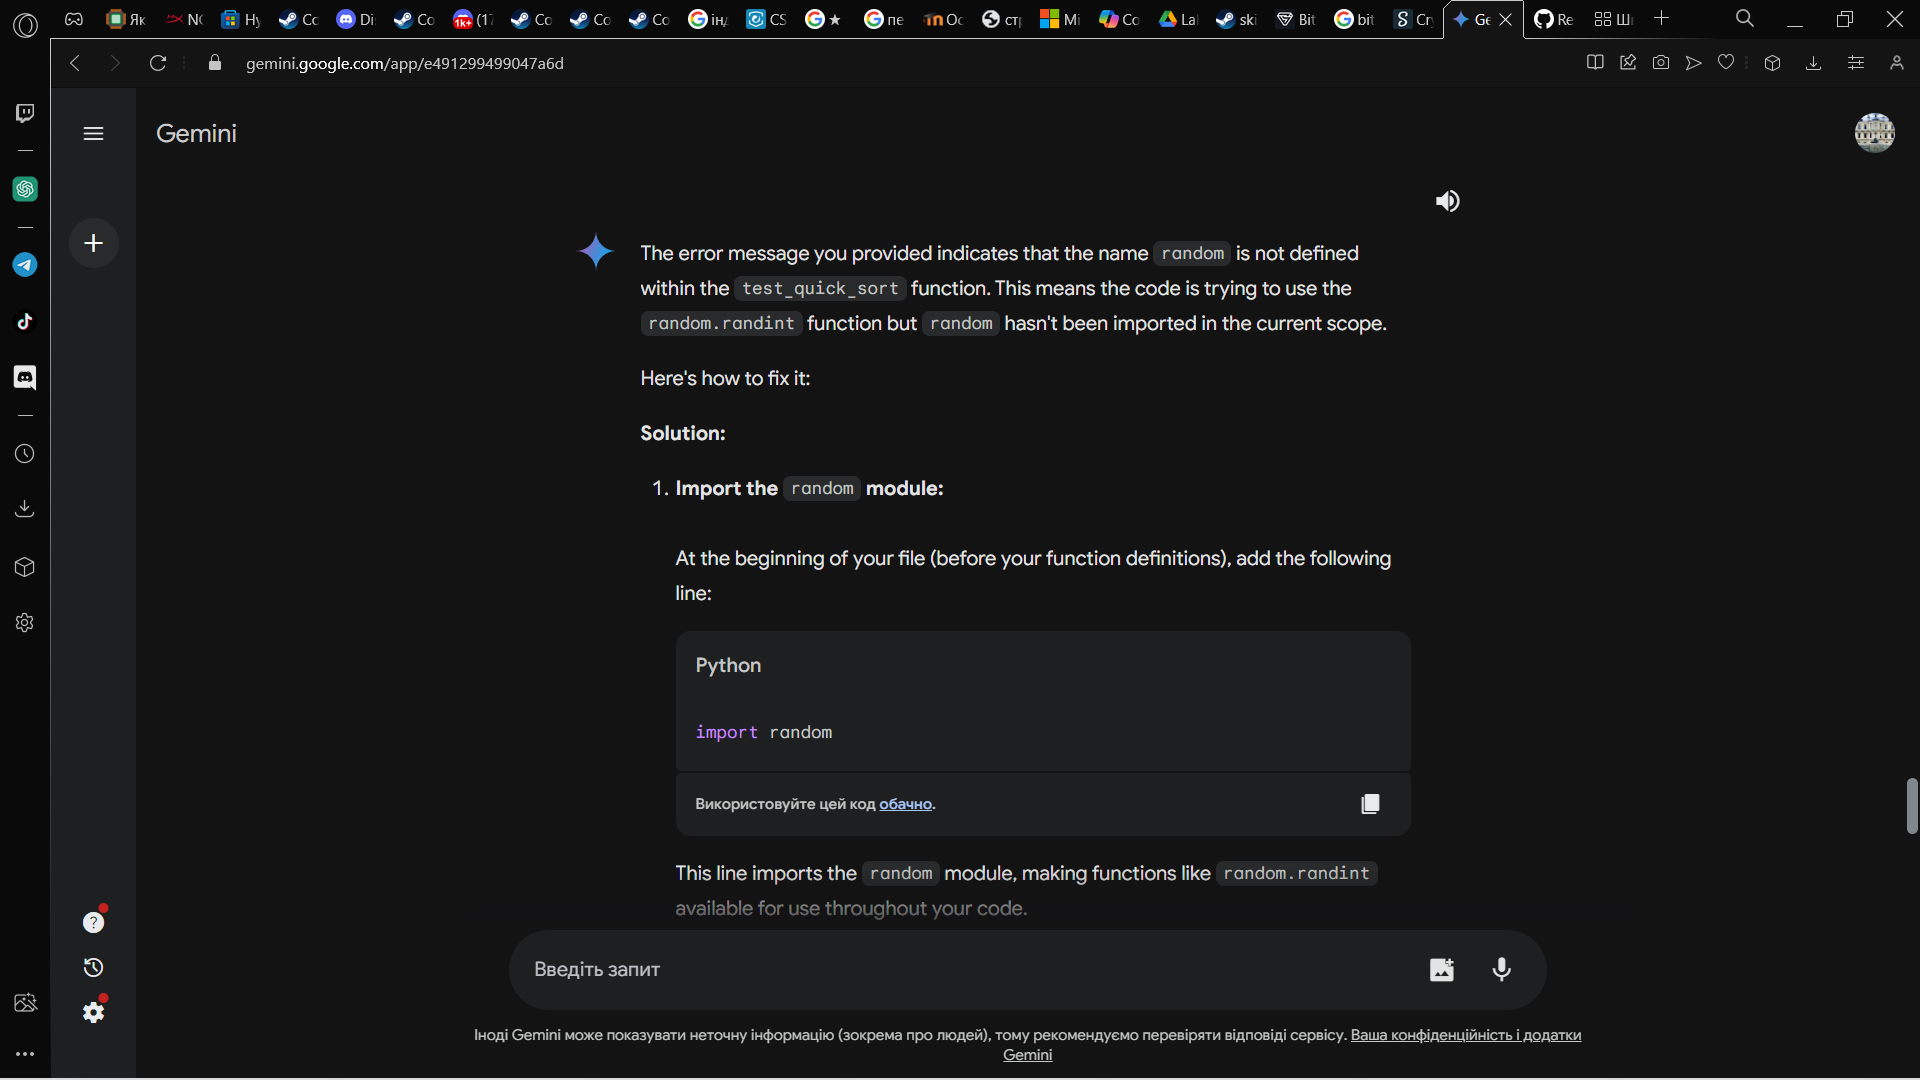 Як
NC
Ну
Co
Di
Co
(17
Co
Co
Co
інд
CS
★
пе
Ос
стр
Mi
Co
La
ski
Bit
bit
Cry
Ge
Re
Шт
gemini.google.com/app/e491299499047a6d
Gemini
The error message you provided indicates that the name random is not defined
within the test_quick_sort function. This means the code is trying to use the
random.randint function but random hasn't been imported in the current scope.
Here's how to fix it:
Solution:
1. Import the random module:
At the beginning of your file (before your function definitions), add the following
line:
Python
import random
Використовуйте цей код обачно.
This line imports the random module, making functions like random.randint
available for use throughout your code.
Введіть запит
Іноді Gemini може показувати неточну інформацію (зокрема про людей), тому рекомендуємо перевіряти відповіді сервісу. Ваша конфіденційність і додатки
Gemini